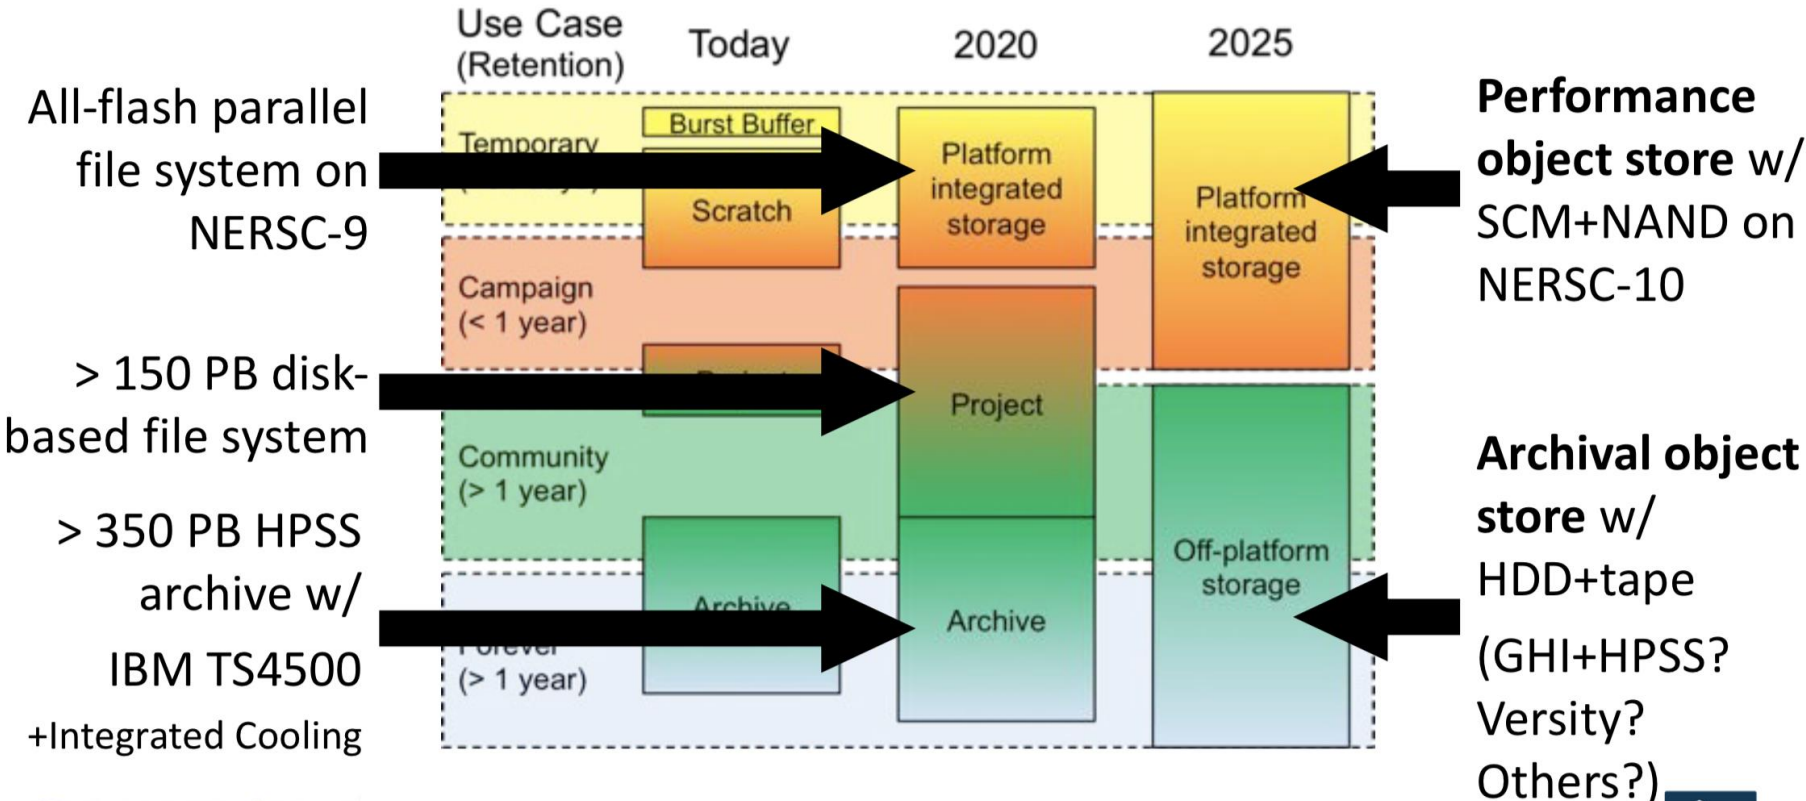 Use Case
(Retention)
Today
2020
2025
All-flash parallel
file system on
NERSC-9
> 150 PB disk-
based file system
> 350 PB HPSS
archive w/
IBM TS4500
+Integrated Cooling
Temporary
Burst Buffer
Scratch
Platform
integrated
storage
Platform
integrated
storage
Campaign
(< 1 year)
Project
Community
(> 1 year)
Archive
Archive
Off-platform
storage
Forever
(> 1 year)
Performance
object store w/
SCM+NAND on
NERSC-10
Archival object
store w/
HDD+tape
(GHI+HPSS?
Versity?
Others?)